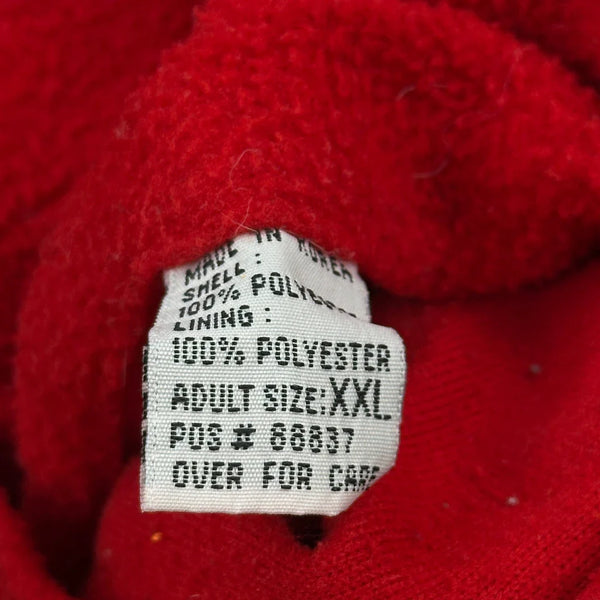 MADE IN KOREA
SHELL :
100% POLYESTER
LINING :
100% POLYESTER
ADULT SIZE: XXL
POS # 88837
OVER FOR CARE